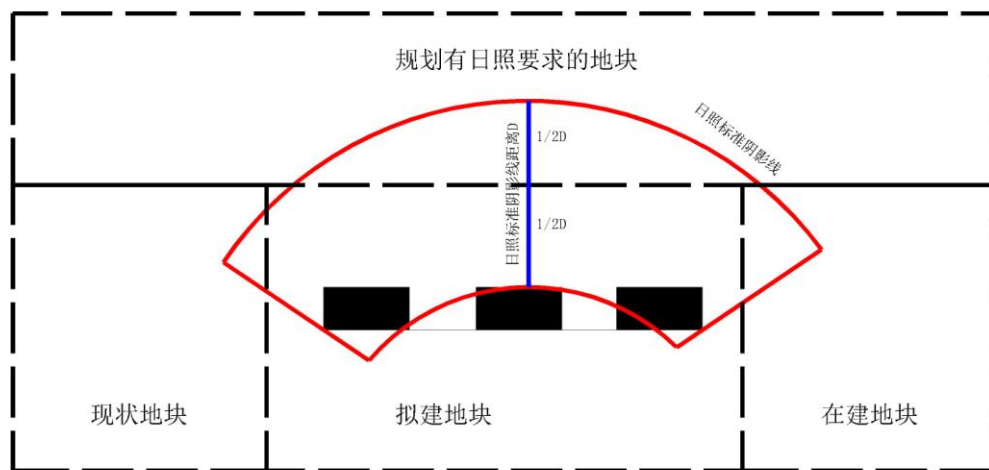 规划有日照要求的地块
日照标准阴影线
1/2D
日照标准阴影线距离D
1/2D
现状地块
拟建地块
在建地块